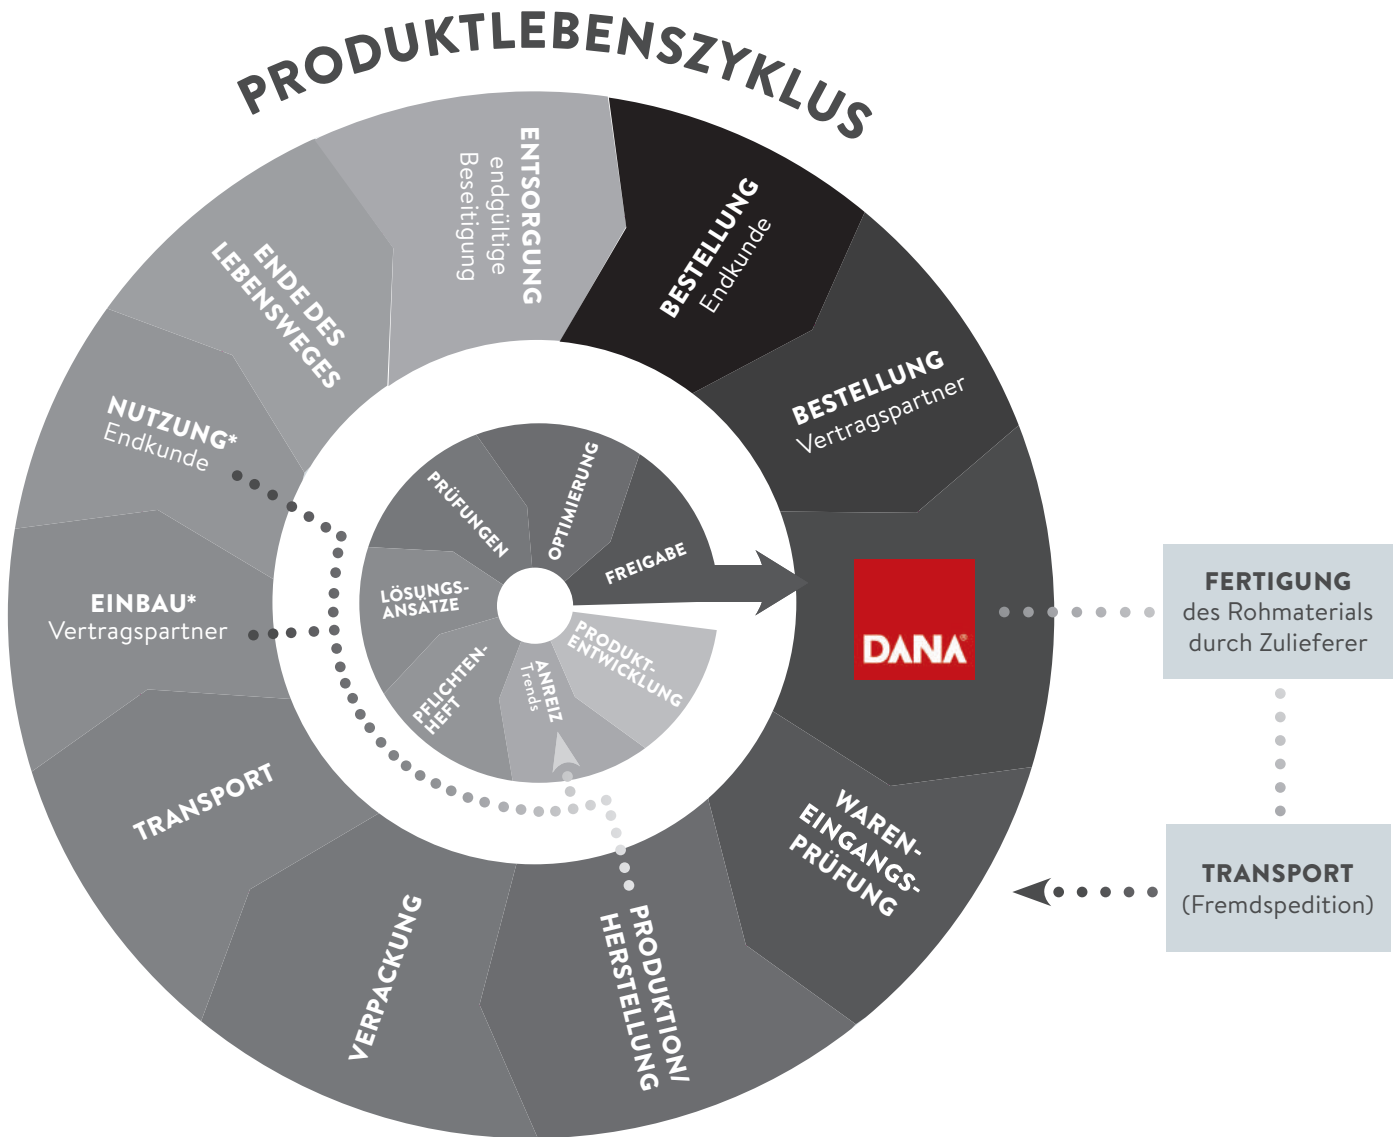 PRODUKTLEBENSZYKLUS
BESTELLUNG
Endkunde
BESTELLUNG
Vertragspartner
DANA®
WAREN-
EINGANGS-
PRÜFUNG
PRODUKTION/
HERSTELLUNG
VERPACKUNG
TRANSPORT
EINBAU*
Vertragspartner
NUTZUNG*
Endkunde
ENDE DES
LEBENSWEGES
ENTSORGUNG
endgültige
Beseitigung
PRODUKT-
ENTWICKLUNG
ANREIZ
Trends
PFLICHTEN-
HEFT
LÖSUNGS-
ANSÄTZE
PRÜFUNGEN
OPTIMIERUNG
FREIGABE
FERTIGUNG
des Rohmaterials
durch Zulieferer
TRANSPORT
(Fremdspedition)